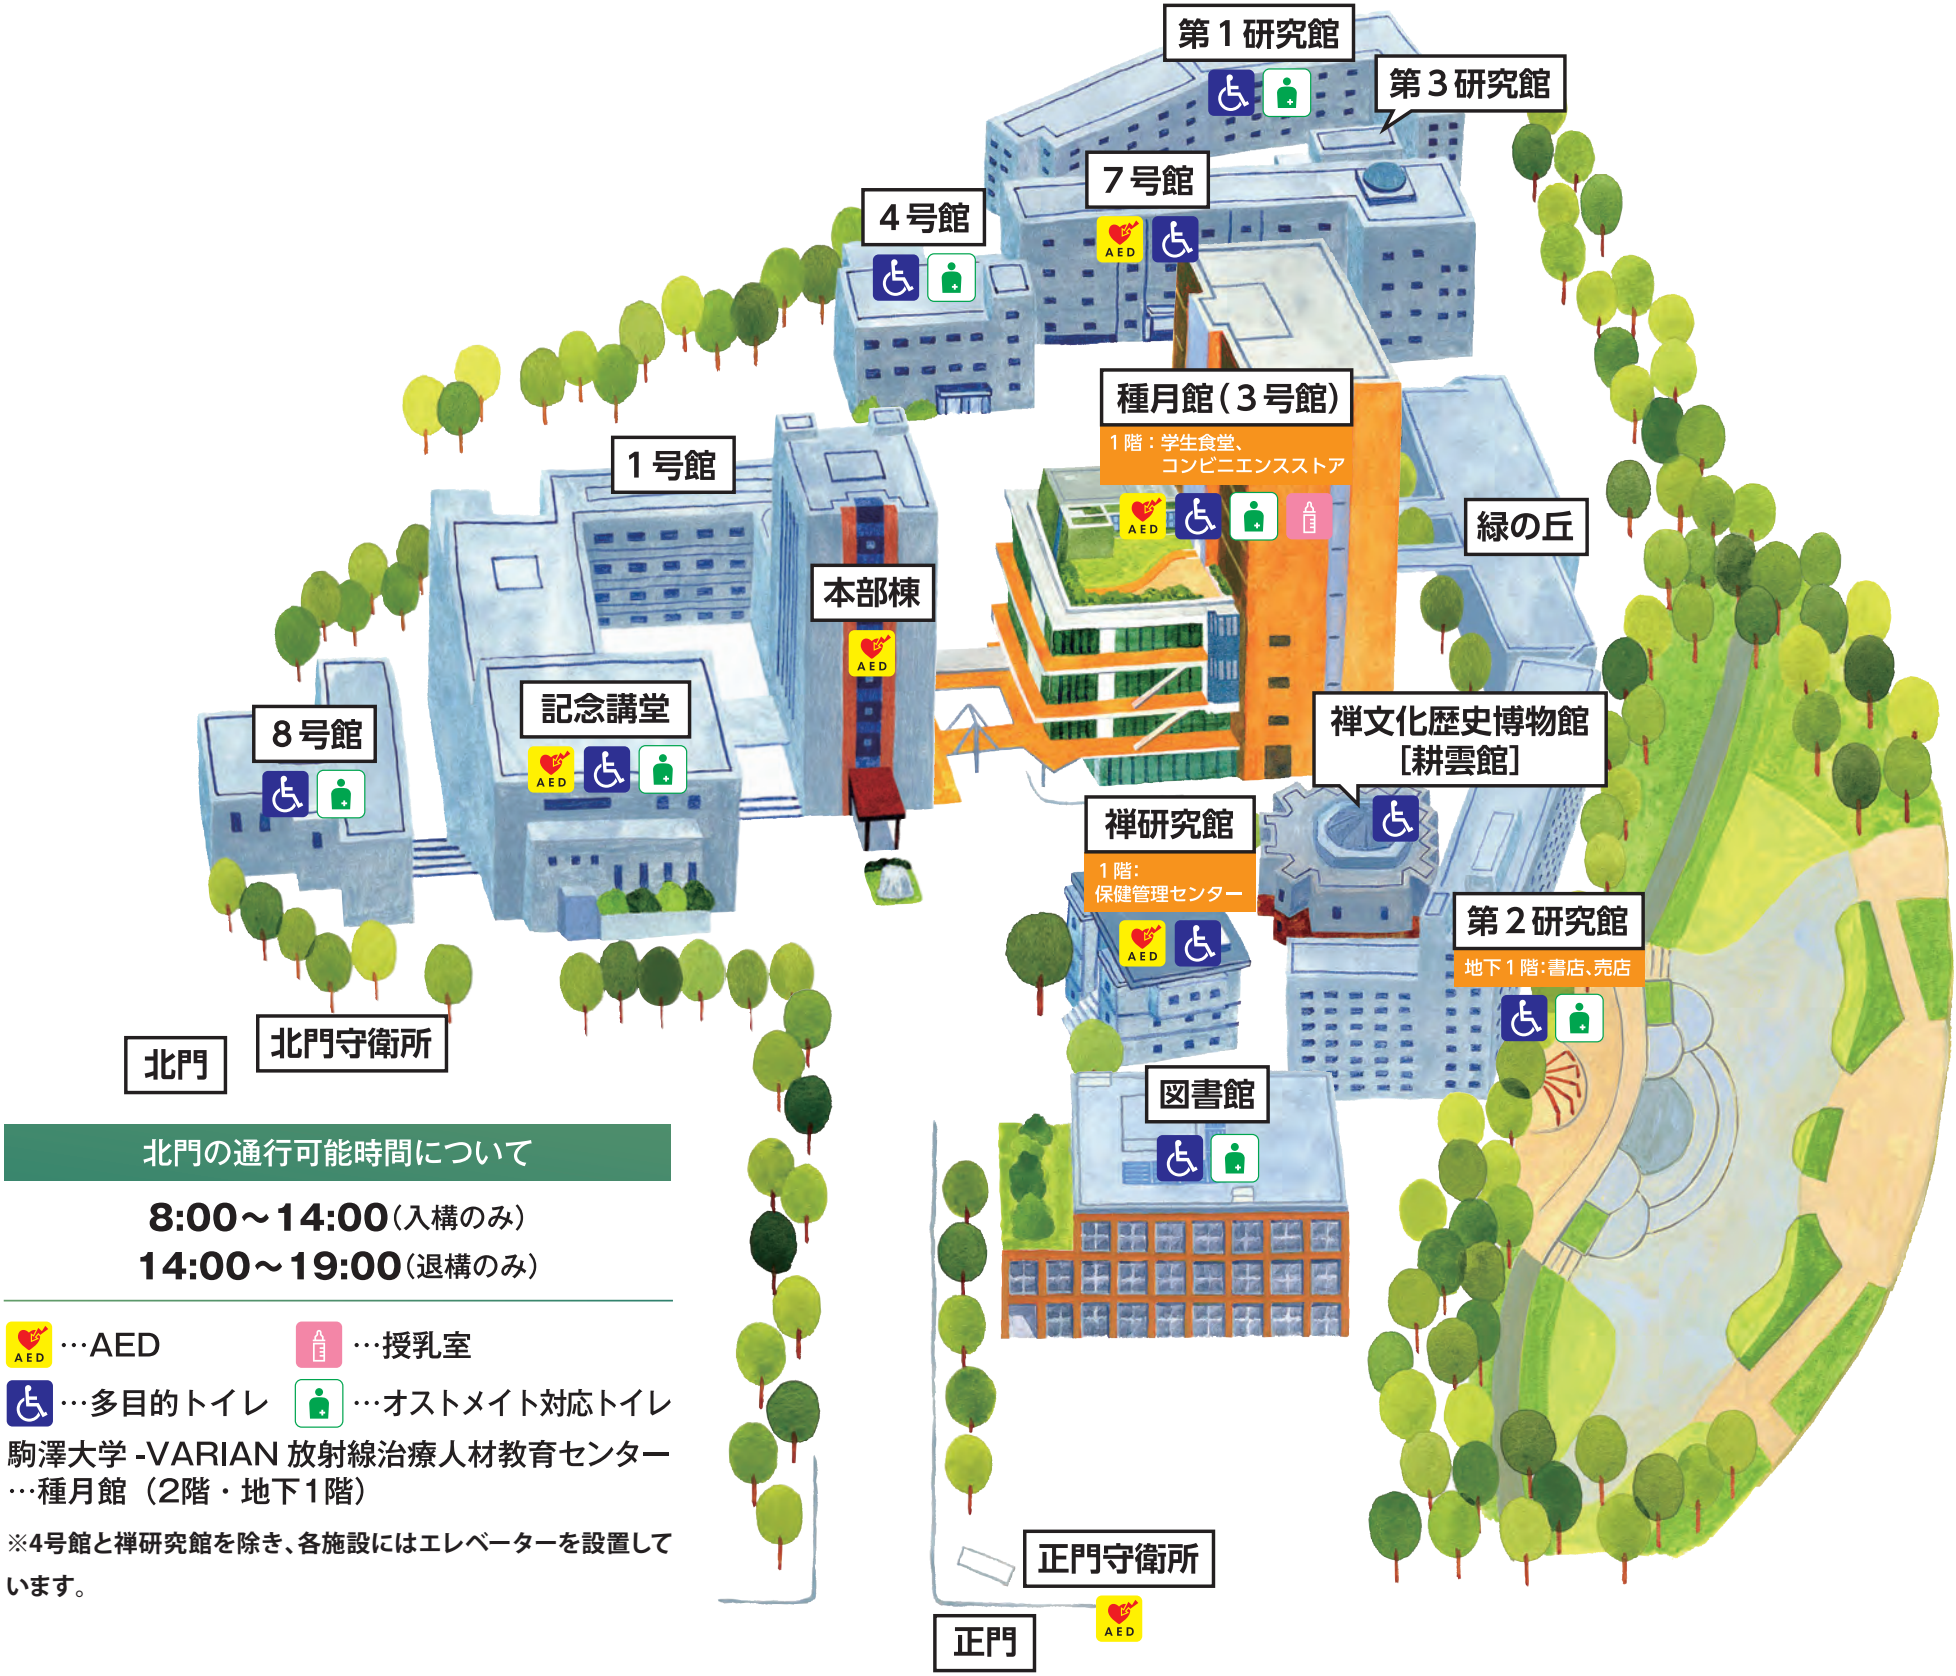 第1研究館
第3研究館
7号館
AED
4号館
種月館(3号館)
1階：学生食堂、
コンビニエンスストア
AED
1号館
緑の丘
本部棟
AED
記念講堂
AED
8号館
禅文化歴史博物館
[耕雲館]
禅研究館
1階：
保健管理センター
AED
第2研究館
地下1階：書店、売店
北門
北門守衛所
図書館
北門の通行可能時間について
8:00～14:00(入構のみ)
14:00～19:00(退構のみ)
AED …AED
…授乳室
…多目的トイレ
…オストメイト対応トイレ
駒澤大学 -VARIAN 放射線治療人材教育センター
…種月館（2階・地下1階）
※4号館と禅研究館を除き、各施設にはエレベーターを設置して
います。
正門守衛所
AED
正門